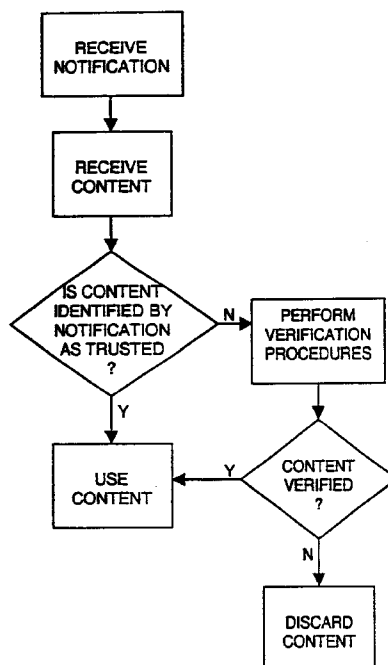 RECEIVE
NOTIFICATION
RECEIVE
CONTENT
IS CONTENT
IDENTIFIED BY
NOTIFICATION
AS TRUSTED
?
N
PERFORM
VERIFICATION
PROCEDURES
Y
USE
CONTENT
Y
CONTENT
VERIFIED
?
N
DISCARD
CONTENT